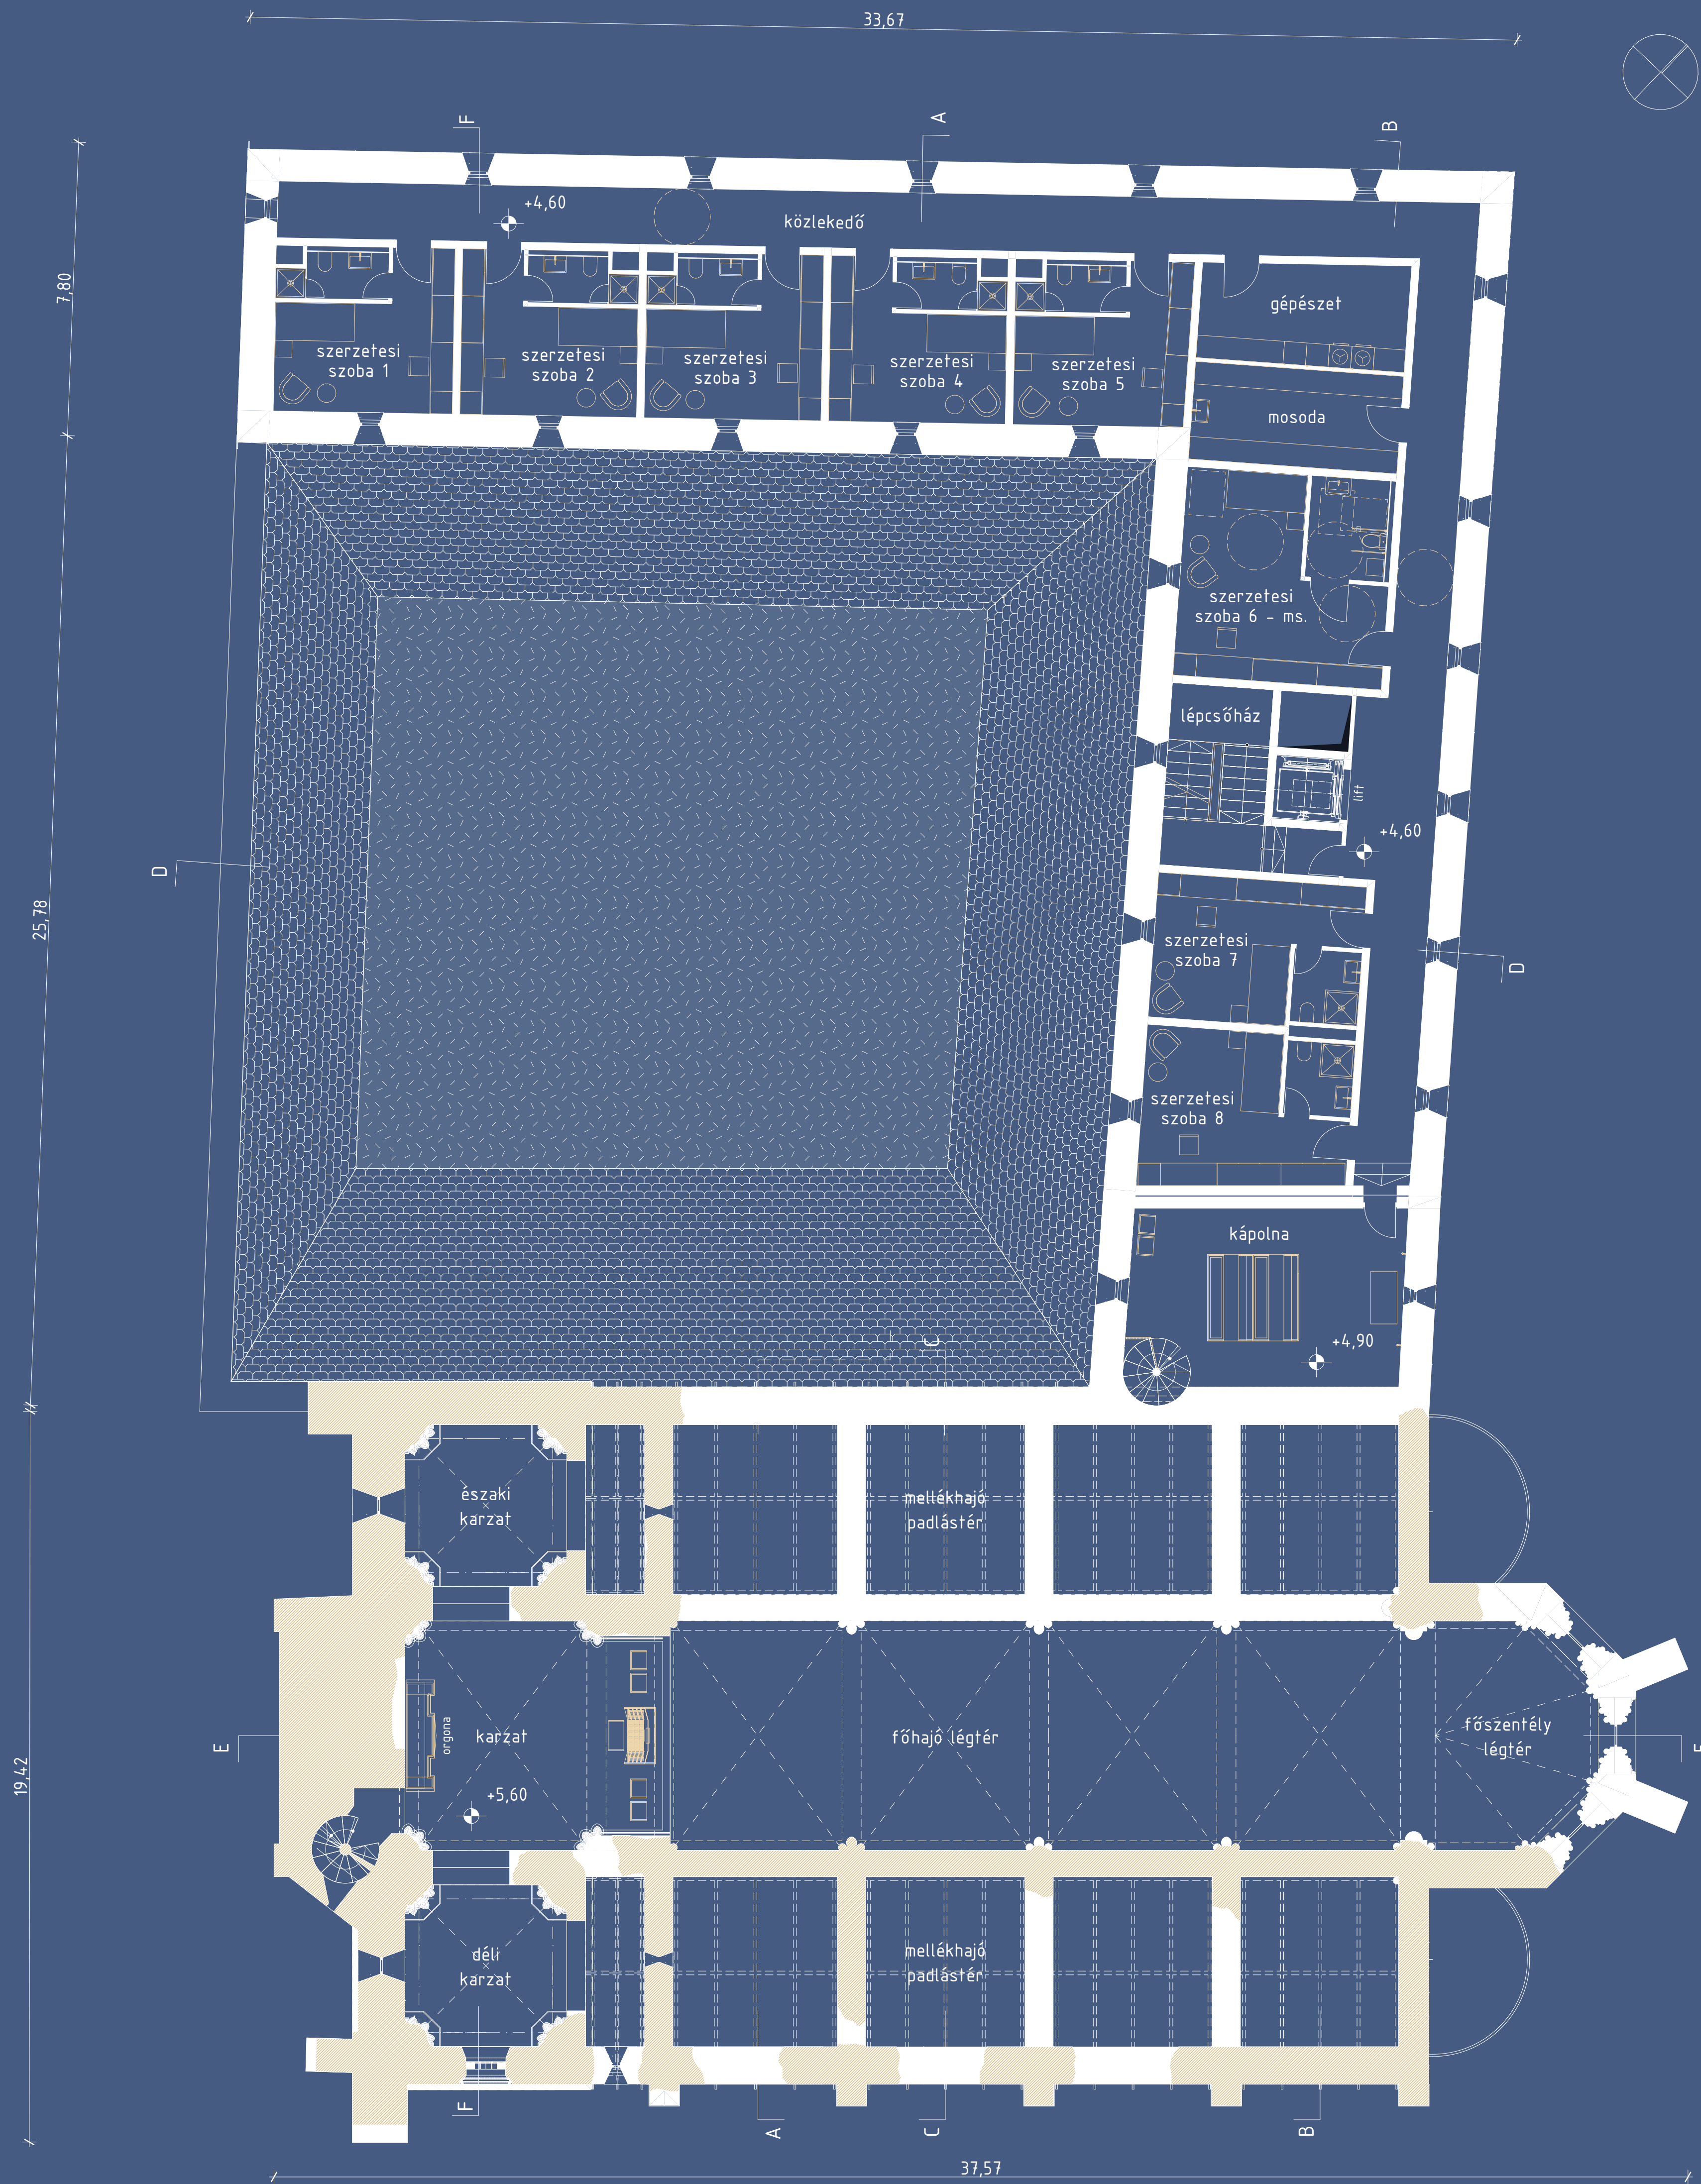 33,67
F
A
B
+4,60
közlekedő
7,80
gépészet
szerzetesi
szoba 1
szerzetesi
szoba 2
szerzetesi
szoba 3
szerzetesi
szoba 4
szerzetesi
szoba 5
mosoda
szerzetesi
szoba 6 - ms.
lépcsőház
lift
+4,60
D
25,78
szerzetesi
szoba 7
D
szerzetesi
szoba 8
kápolna
C
+4,90
északi
karzat
mellékhajó
padlástér
E
orgona
karzat
főhajó légtér
főszentély
légtér
E
19,42
+5,60
déli
karzat
mellékhajó
padlástér
F
A
C
B
37,57